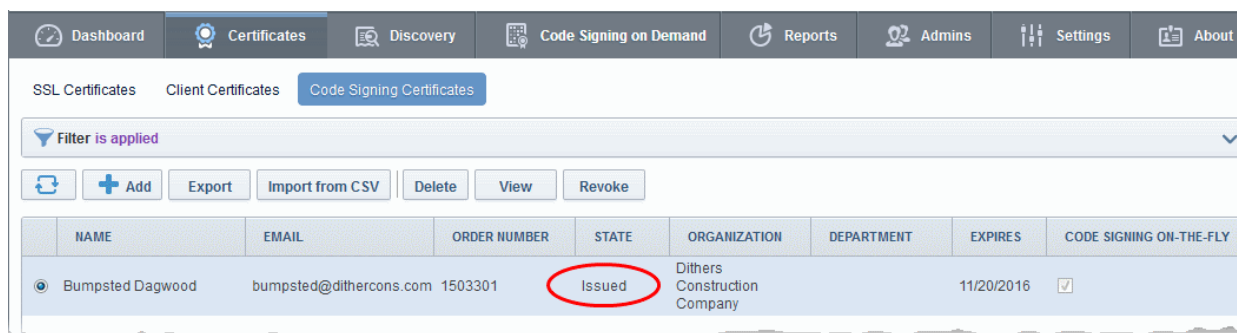 Dashboard Certificates Discovery Code Signing on Demand Reports Admins Settings About
SSL Certificates Client Certificates Code Signing Certificates
Filter is applied
Add Export Import from CSV Delete View Revoke
NAME EMAIL ORDER NUMBER STATE ORGANIZATION DEPARTMENT EXPIRES CODE SIGNING ON-THE-FLY
Bumpsted Dagwood bumpsted@dithercons.com 1503301 Issued Dithers Construction Company 11/20/2016